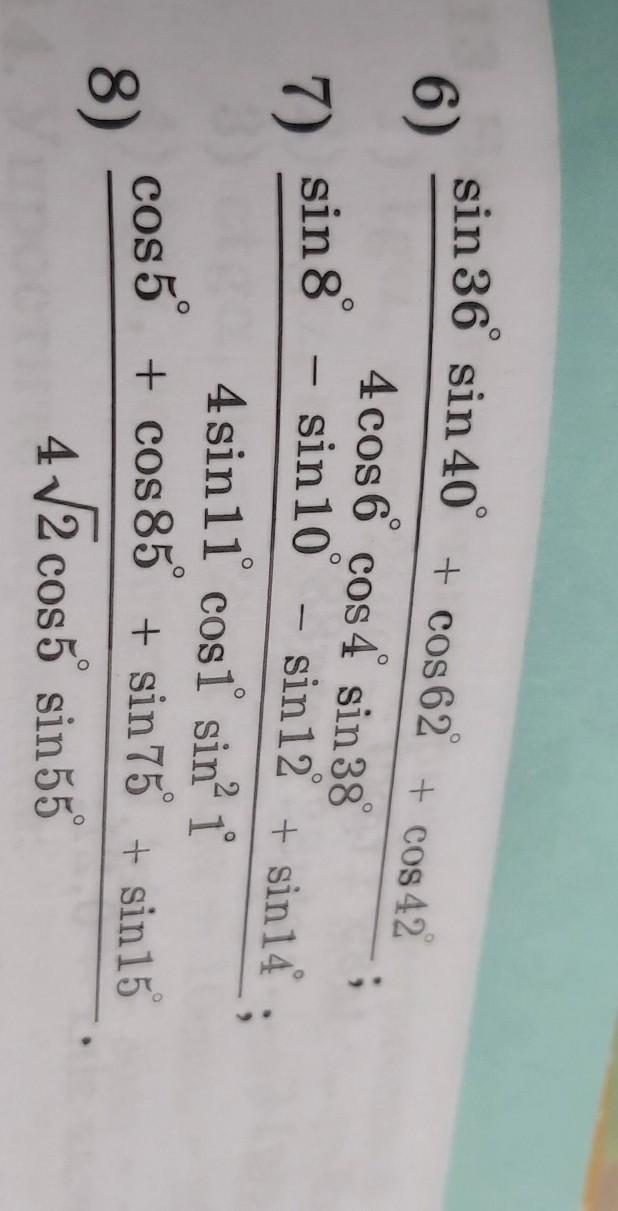 6) sin 36° sin 40° + cos 62° + cos 42°
4 cos 6° cos 4° sin 38° ;
7) sin 8° − sin 10° − sin 12° + sin 14°
4 sin 11° cos 1° sin² 1° ;
8) cos 5° + cos 85° + sin 75° + sin 15°
4 √2 cos 5° sin 55° .